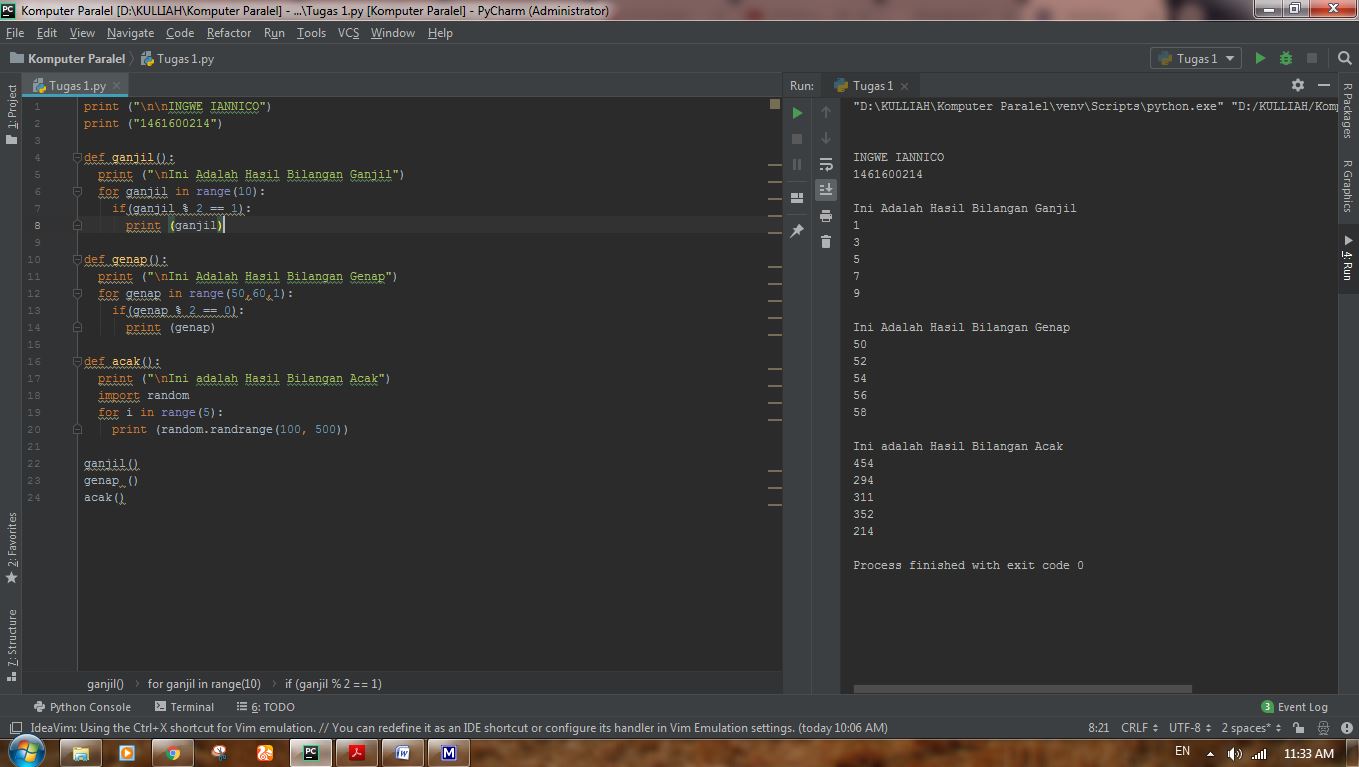 Komputer Paralel [D:\KULLIAH\Komputer Paralel] - ...\Tugas 1.py [Komputer Paralel] - PyCharm (Administrator)
File Edit View Navigate Code Refactor Run Tools VCS Window Help
Komputer Paralel Tugas 1.py Tugas 1
1: Project
2: Favorites
7: Structure
Tugas 1.py
1 print ("\n\nINGWE IANNICO")
2 print ("1461600214")
3
4 def ganjil():
5 print ("\nIni Adalah Hasil Bilangan Ganjil")
6 for ganjil in range(10):
7 if(ganjil % 2 == 1):
8 print (ganjil)
9
10 def genap():
11 print ("\nIni Adalah Hasil Bilangan Genap")
12 for genap in range(50,60,1):
13 if(genap % 2 == 0):
14 print (genap)
15
16 def acak():
17 print ("\nIni adalah Hasil Bilangan Acak")
18 import random
19 for i in range(5):
20 print (random.randrange(100, 500))
21
22 ganjil()
23 genap ()
24 acak()
ganjil() for ganjil in range(10) if (ganjil % 2 == 1)
Run: Tugas 1
"D:\KULLIAH\Komputer Paralel\venv\Scripts\python.exe" "D:/KULLIAH/Kom
INGWE IANNICO
1461600214
Ini Adalah Hasil Bilangan Ganjil
1
3
5
7
9
Ini Adalah Hasil Bilangan Genap
50
52
54
56
58
Ini adalah Hasil Bilangan Acak
454
294
311
352
214
Process finished with exit code 0
R Packages
R Graphics
4: Run
Python Console Terminal 6: TODO 3 Event Log
IdeaVim: Using the Ctrl+X shortcut for Vim emulation. // You can redefine it as an IDE shortcut or configure its handler in Vim Emulation settings. (today 10:06 AM) 8:21 CRLF UTF-8 2 spaces*
EN 11:33 AM